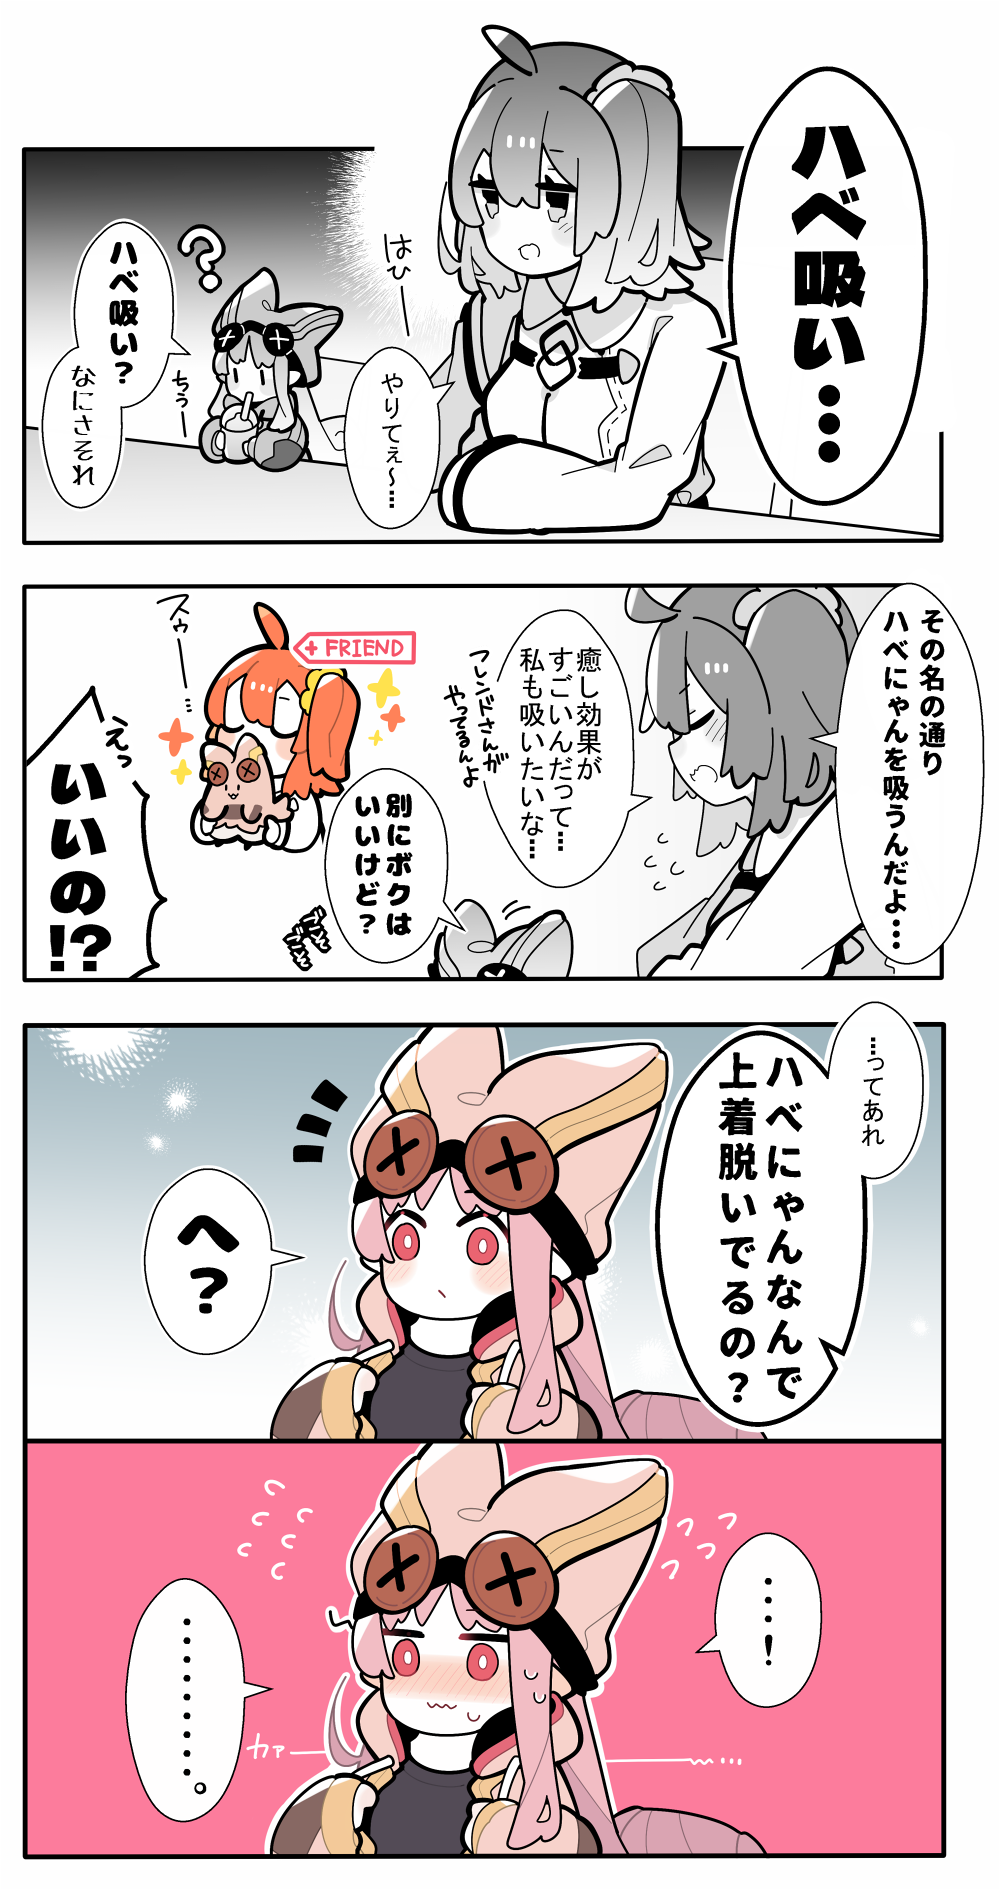 ハベ吸い…
はひー
やりてぇ～…
？
ハベ吸い？
なにさそれ
ちぅー
その名の通り
ハベにゃんを吸うんだよ…
癒し効果が
すごいんだって…
私も吸いたいな…
フレンドさんが
やってるんよ
+ FRIEND
スゥー…
別にボクは
いいけど？
ごそごそ
えっ
いいの!?
…ってあれ
ハベにゃんなんで
上着脱いでるの？
へ？
…！
………。
カァ―